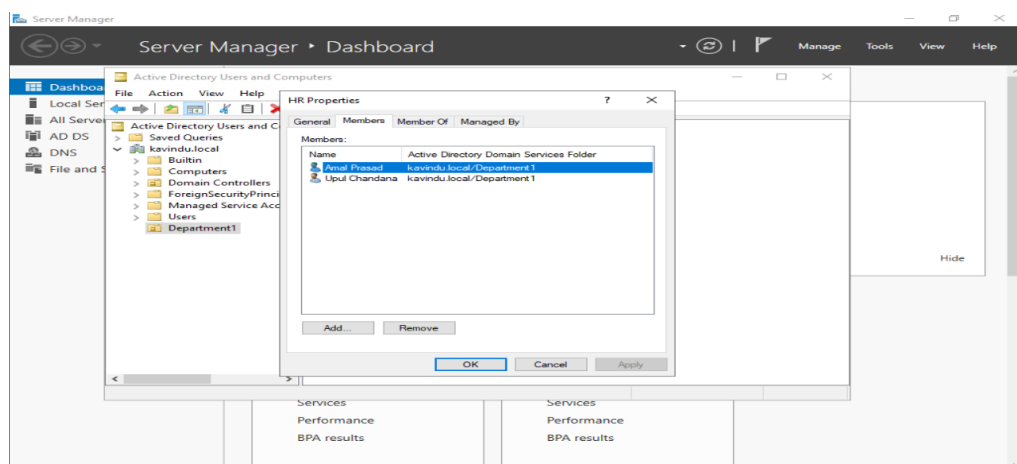 Server Manager
Server Manager ‣ Dashboard
Manage Tools View Help
Dashboa
Local Ser
All Server
AD DS
DNS
File and S
Active Directory Users and Computers
File Action View Help
Active Directory Users and C
Saved Queries
kavindu.local
Builtin
Computers
Domain Controllers
ForeignSecurityPrinci
Managed Service Acc
Users
Department1
HR Properties
General Members Member Of Managed By
Members:
Name Active Directory Domain Services Folder
Amal Prasad kavindu.local/Department1
Upul Chandana kavindu.local/Department1
Add... Remove
OK Cancel Apply
Hide
Services
Performance
BPA results
Services
Performance
BPA results